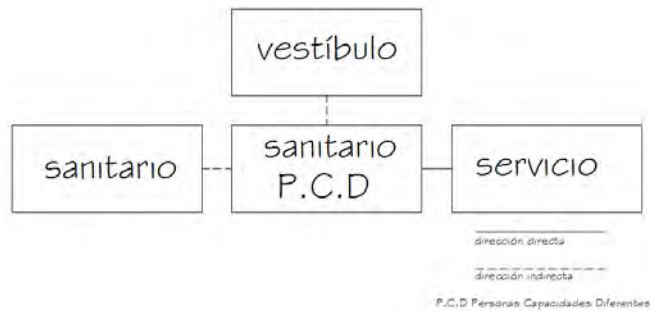 vestíbulo
sanitario
sanitario
P.C.D
servicio
dirección directa
dirección indirecta
P.C.D Personas Capacidades Diferentes